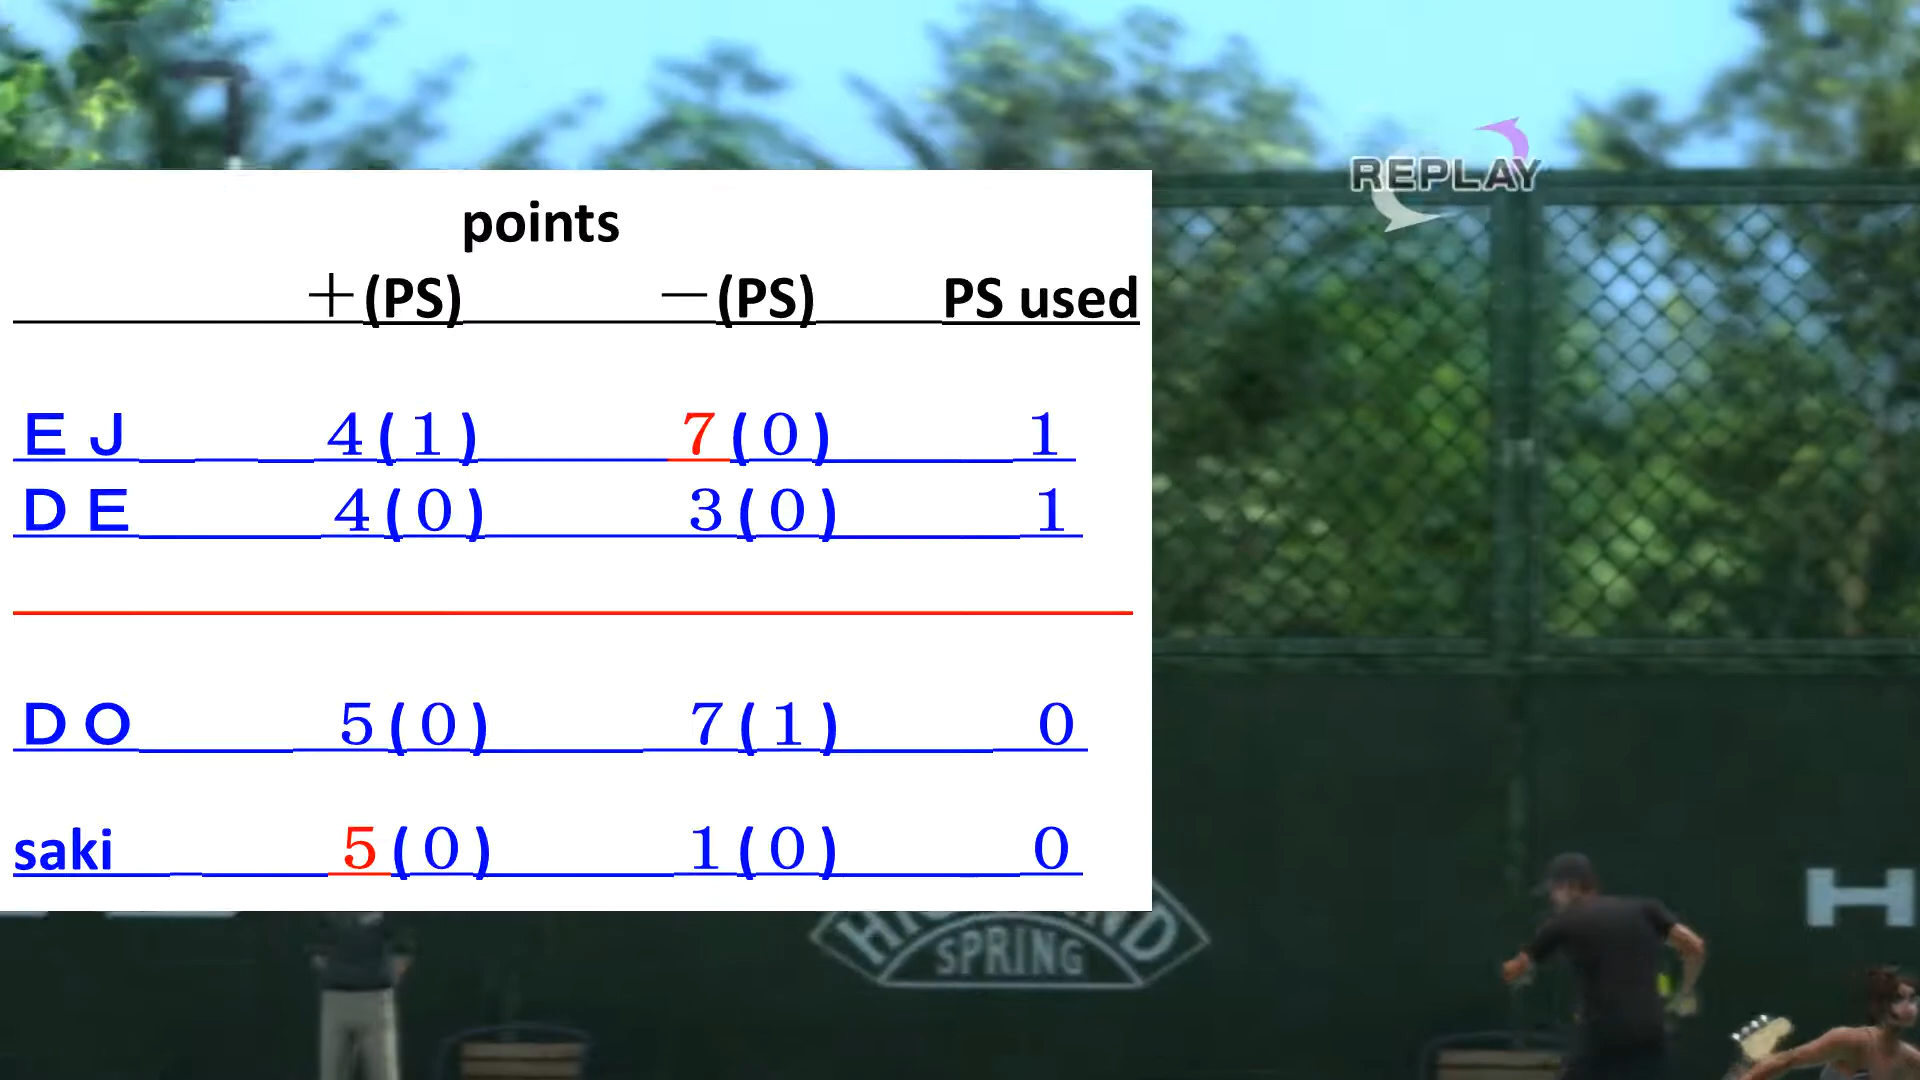 REPLAY
points
＋(PS) －(PS) PS used
E J 4(1) 7(0) 1
D E 4(0) 3(0) 1
D O 5(0) 7(1) 0
saki 5(0) 1(0) 0
SPRING
H